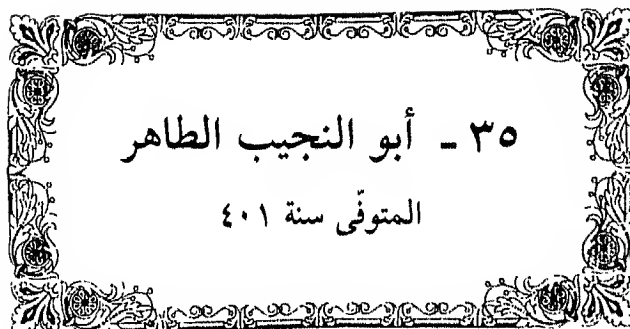 ٣٥ - أبو النجيب الطاهر
المتوفّى سنة ٤٠١